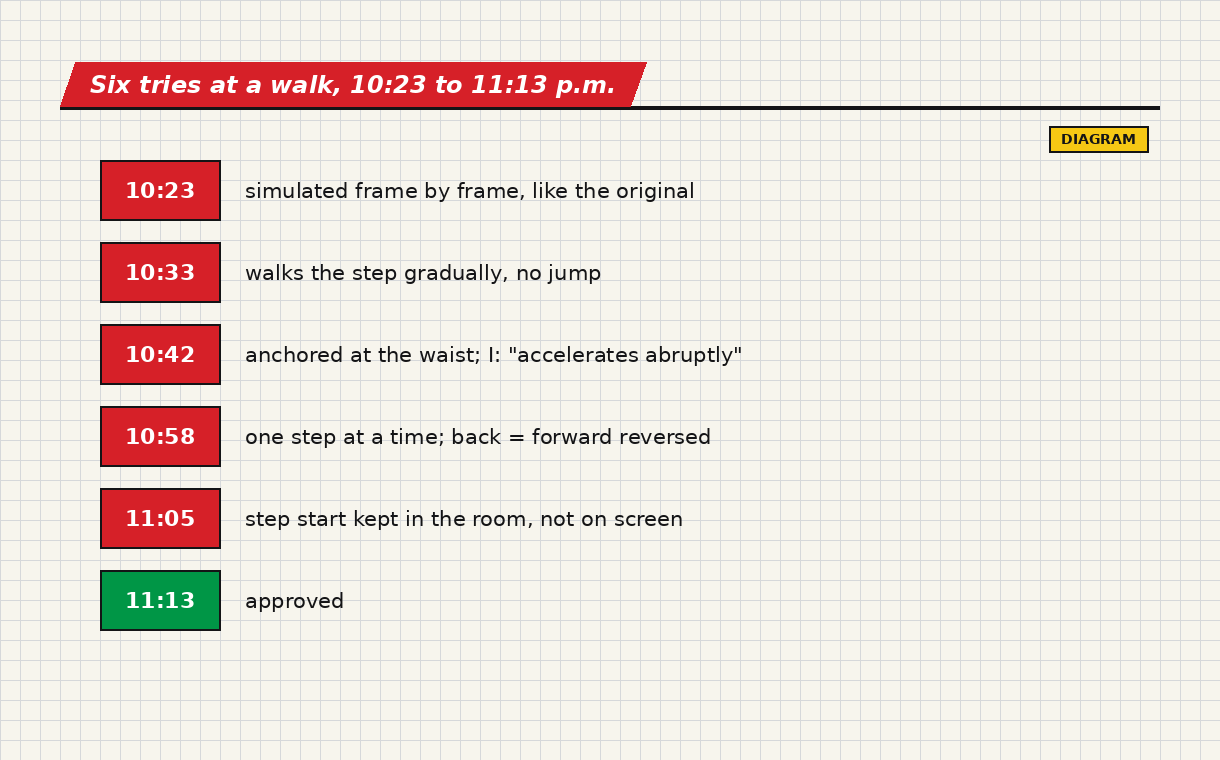 Six tries at a walk, 10:23 to 11:13 p.m.
DIAGRAM
10:23 simulated frame by frame, like the original
10:33 walks the step gradually, no jump
10:42 anchored at the waist; I: "accelerates abruptly"
10:58 one step at a time; back = forward reversed
11:05 step start kept in the room, not on screen
11:13 approved